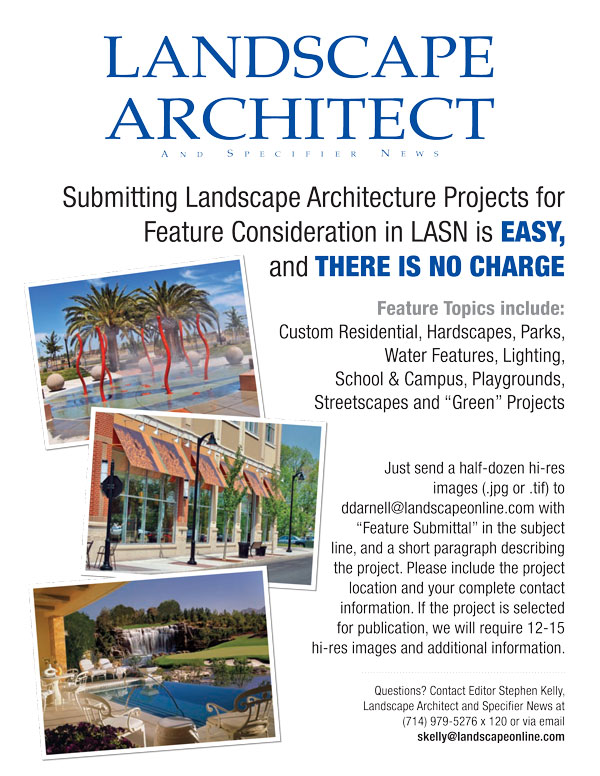 LANDSCAPE
ARCHITECT
AND SPECIFIER NEWS
Submitting Landscape Architecture Projects for
Feature Consideration in LASN is EASY,
and THERE IS NO CHARGE
Feature Topics include:
Custom Residential, Hardscapes, Parks,
Water Features, Lighting,
School & Campus, Playgrounds,
Streetscapes and “Green” Projects
Just send a half-dozen hi-res
images (.jpg or .tif) to
ddarnell@landscapeonline.com with
“Feature Submittal” in the subject
line, and a short paragraph describing
the project. Please include the project
location and your complete contact
information. If the project is selected
for publication, we will require 12-15
hi-res images and additional information.
Questions? Contact Editor Stephen Kelly,
Landscape Architect and Specifier News at
(714) 979-5276 x 120 or via email
skelly@landscapeonline.com